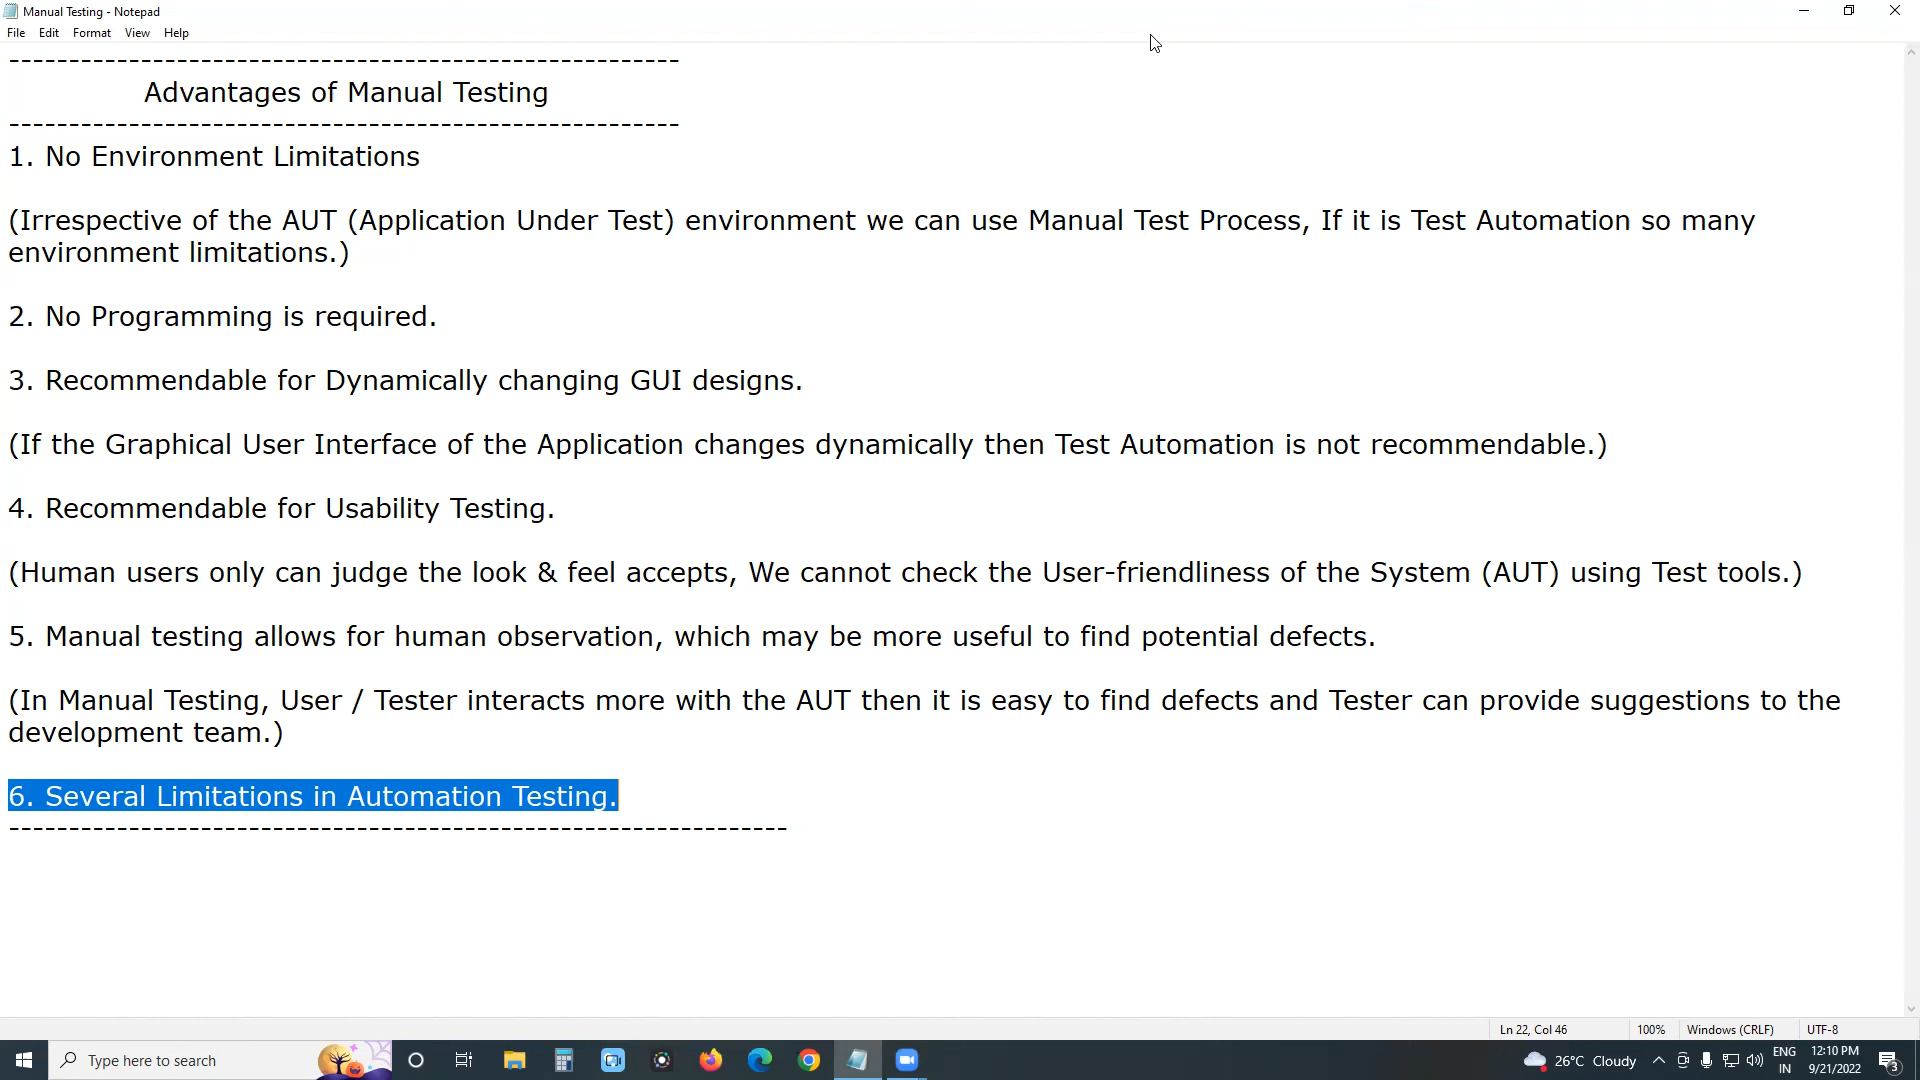 Manual Testing - Notepad
File Edit Format View Help
-------------------------------------------------------
Advantages of Manual Testing
-------------------------------------------------------
1. No Environment Limitations
(Irrespective of the AUT (Application Under Test) environment we can use Manual Test Process, If it is Test Automation so many
environment limitations.)
2. No Programming is required.
3. Recommendable for Dynamically changing GUI designs.
(If the Graphical User Interface of the Application changes dynamically then Test Automation is not recommendable.)
4. Recommendable for Usability Testing.
(Human users only can judge the look & feel accepts, We cannot check the User-friendliness of the System (AUT) using Test tools.)
5. Manual testing allows for human observation, which may be more useful to find potential defects.
(In Manual Testing, User / Tester interacts more with the AUT then it is easy to find defects and Tester can provide suggestions to the
development team.)
6. Several Limitations in Automation Testing.
----------------------------------------------------------------
Ln 22, Col 46 100% Windows (CRLF) UTF-8
Type here to search 26°C Cloudy ENG IN 12:10 PM 9/21/2022 3